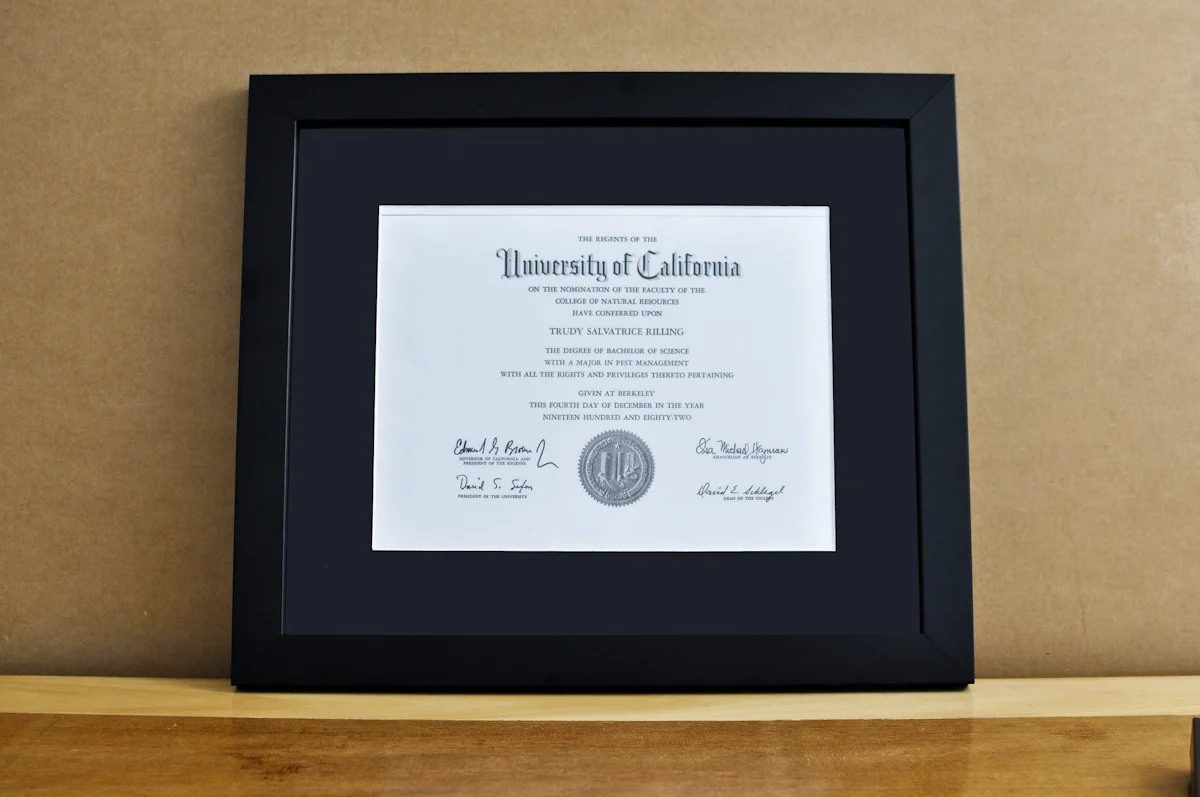 THE REGENTS OF THE
University of California
ON THE NOMINATION OF THE FACULTY OF THE
COLLEGE OF NATURAL RESOURCES
HAVE CONFERRED UPON
TRUDY SALVATRICE RILLING
THE DEGREE OF BACHELOR OF SCIENCE
WITH A MAJOR IN PEST MANAGEMENT
WITH ALL THE RIGHTS AND PRIVILEGES THERETO PERTAINING
GIVEN AT BERKELEY
THIS FOURTH DAY OF DECEMBER IN THE YEAR
NINETEEN HUNDRED AND EIGHTY-TWO
Edmund G. Brown Jr.
GOVERNOR OF CALIFORNIA AND
PRESIDENT OF THE REGENTS
Ira Michael Heyman
CHANCELLOR AT BERKELEY
David S. Saxon
PRESIDENT OF THE UNIVERSITY
David E. Schlegel
DEAN OF THE COLLEGE